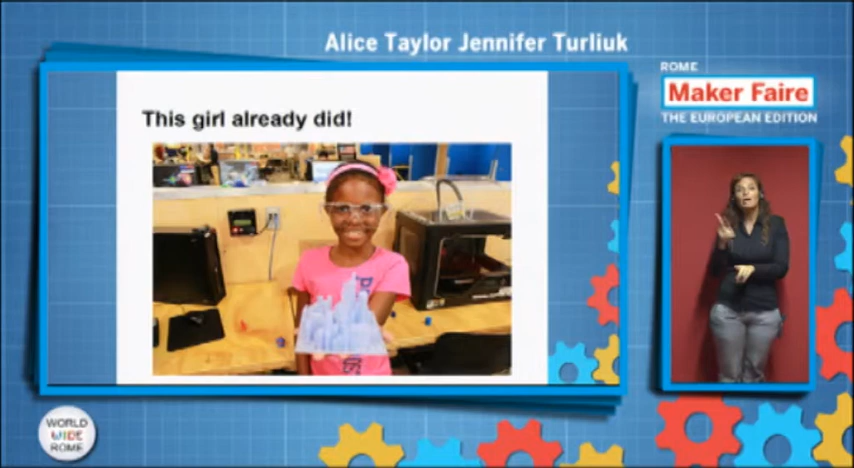 Alice Taylor Jennifer Turliuk
ROME
Maker Faire
THE EUROPEAN EDITION
This girl already did!
WORLD
WIDE
ROME